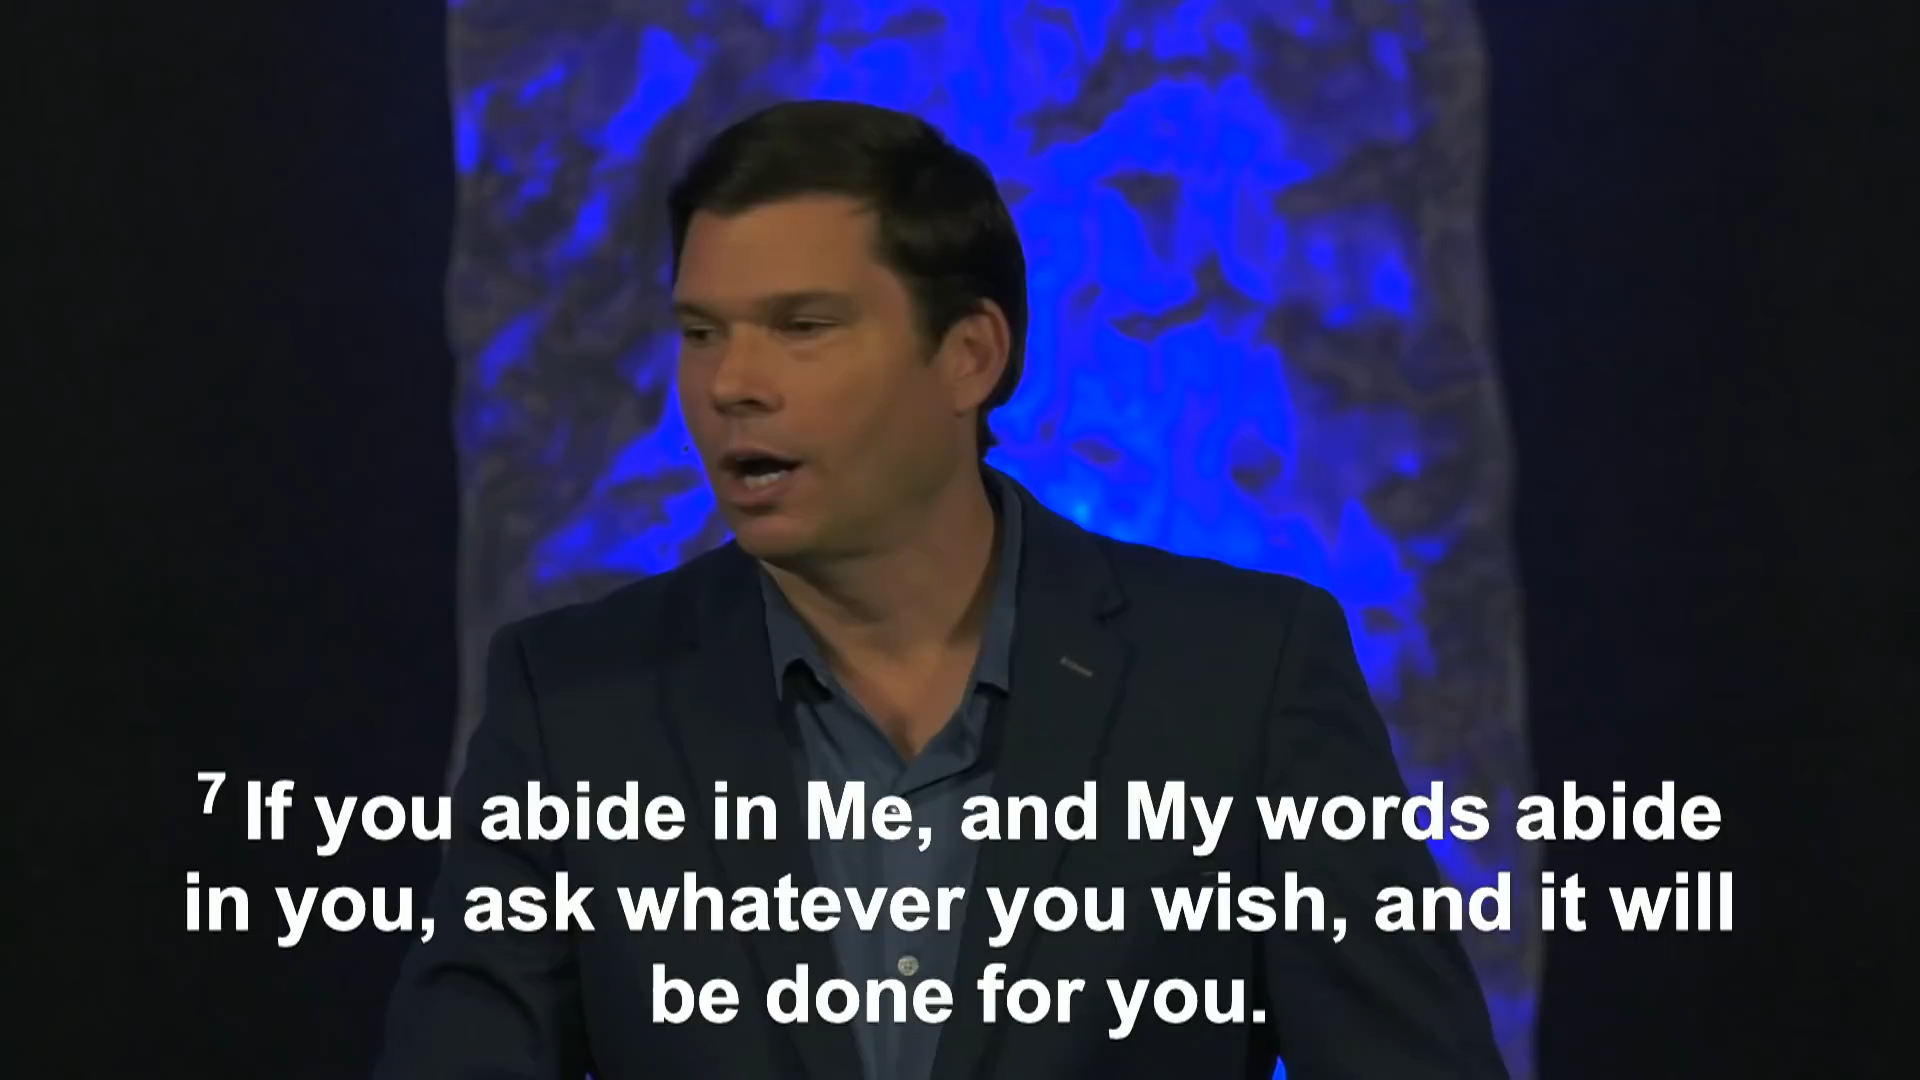 7 If you abide in Me, and My words abide
in you, ask whatever you wish, and it will
be done for you.